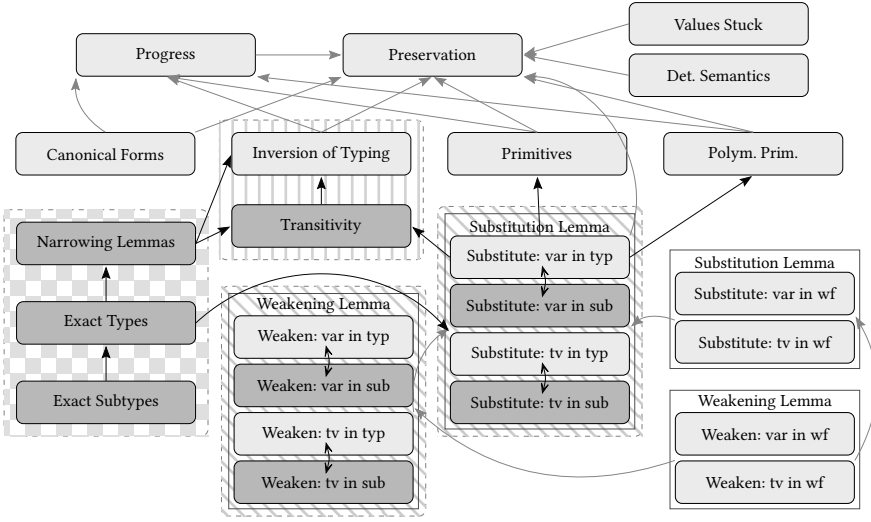 Values Stuck
Progress
Preservation
Det. Semantics
Canonical Forms
Inversion of Typing
Primitives
Polym. Prim.
Narrowing Lemmas
Transitivity
Exact Types
Exact Subtypes
Weakening Lemma
Weaken: var in typ
Weaken: var in sub
Weaken: tv in typ
Weaken: tv in sub
Substitution Lemma
Substitute: var in typ
Substitute: var in sub
Substitute: tv in typ
Substitute: tv in sub
Substitution Lemma
Substitute: var in wf
Substitute: tv in wf
Weakening Lemma
Weaken: var in wf
Weaken: tv in wf